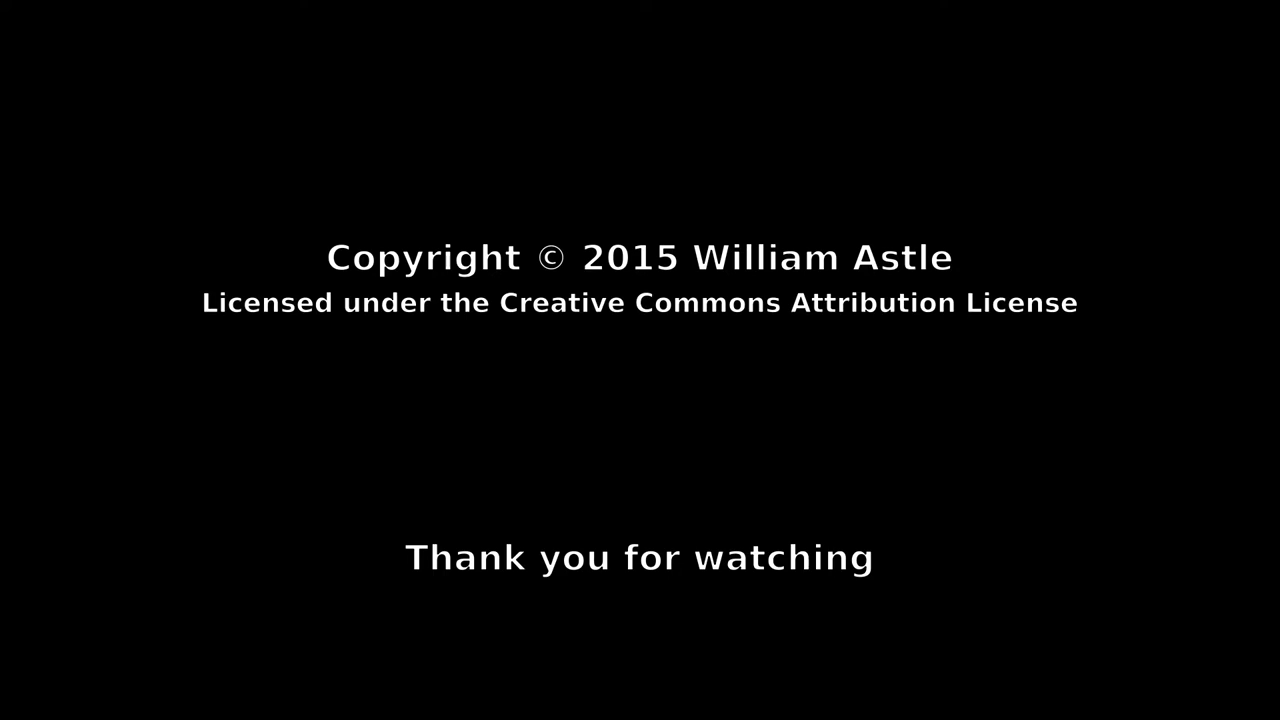 Copyright © 2015 William Astle
Licensed under the Creative Commons Attribution License
Thank you for watching